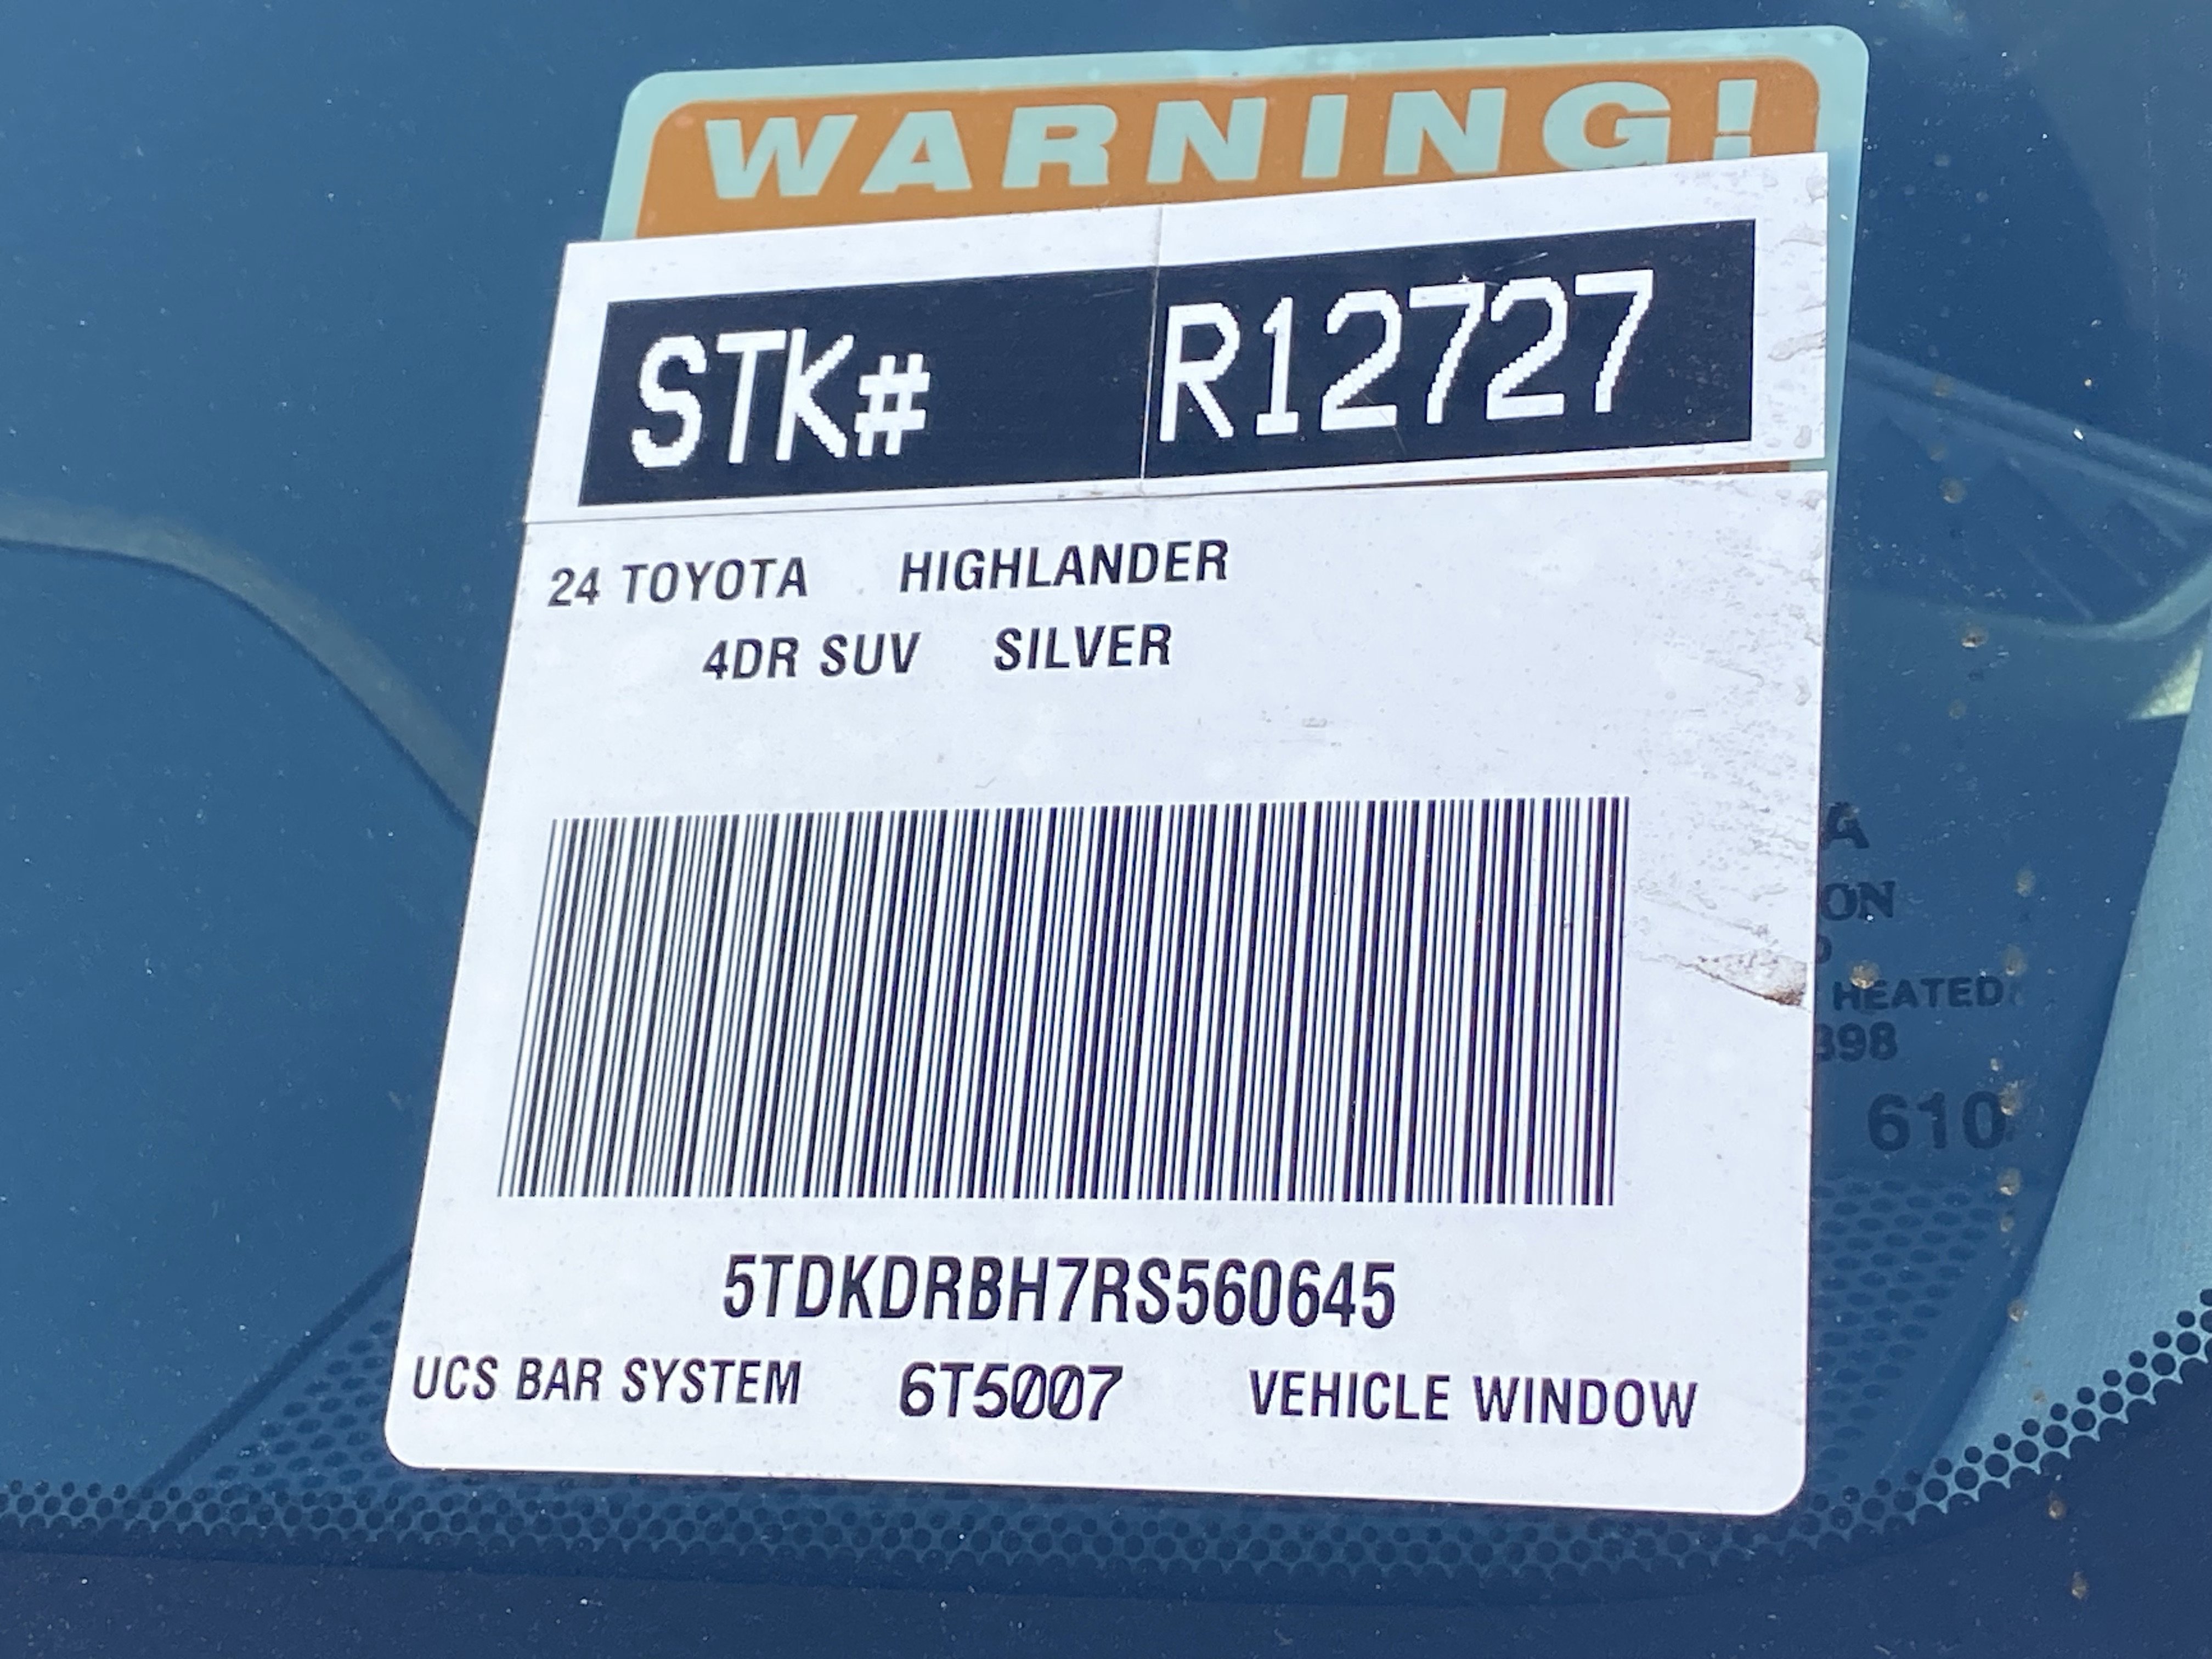 WARNING!
STK# R12727
24 TOYOTA HIGHLANDER
4DR SUV SILVER
5TDKDRBH7RS560645
UCS BAR SYSTEM 6T5007 VEHICLE WINDOW
HEATED
610